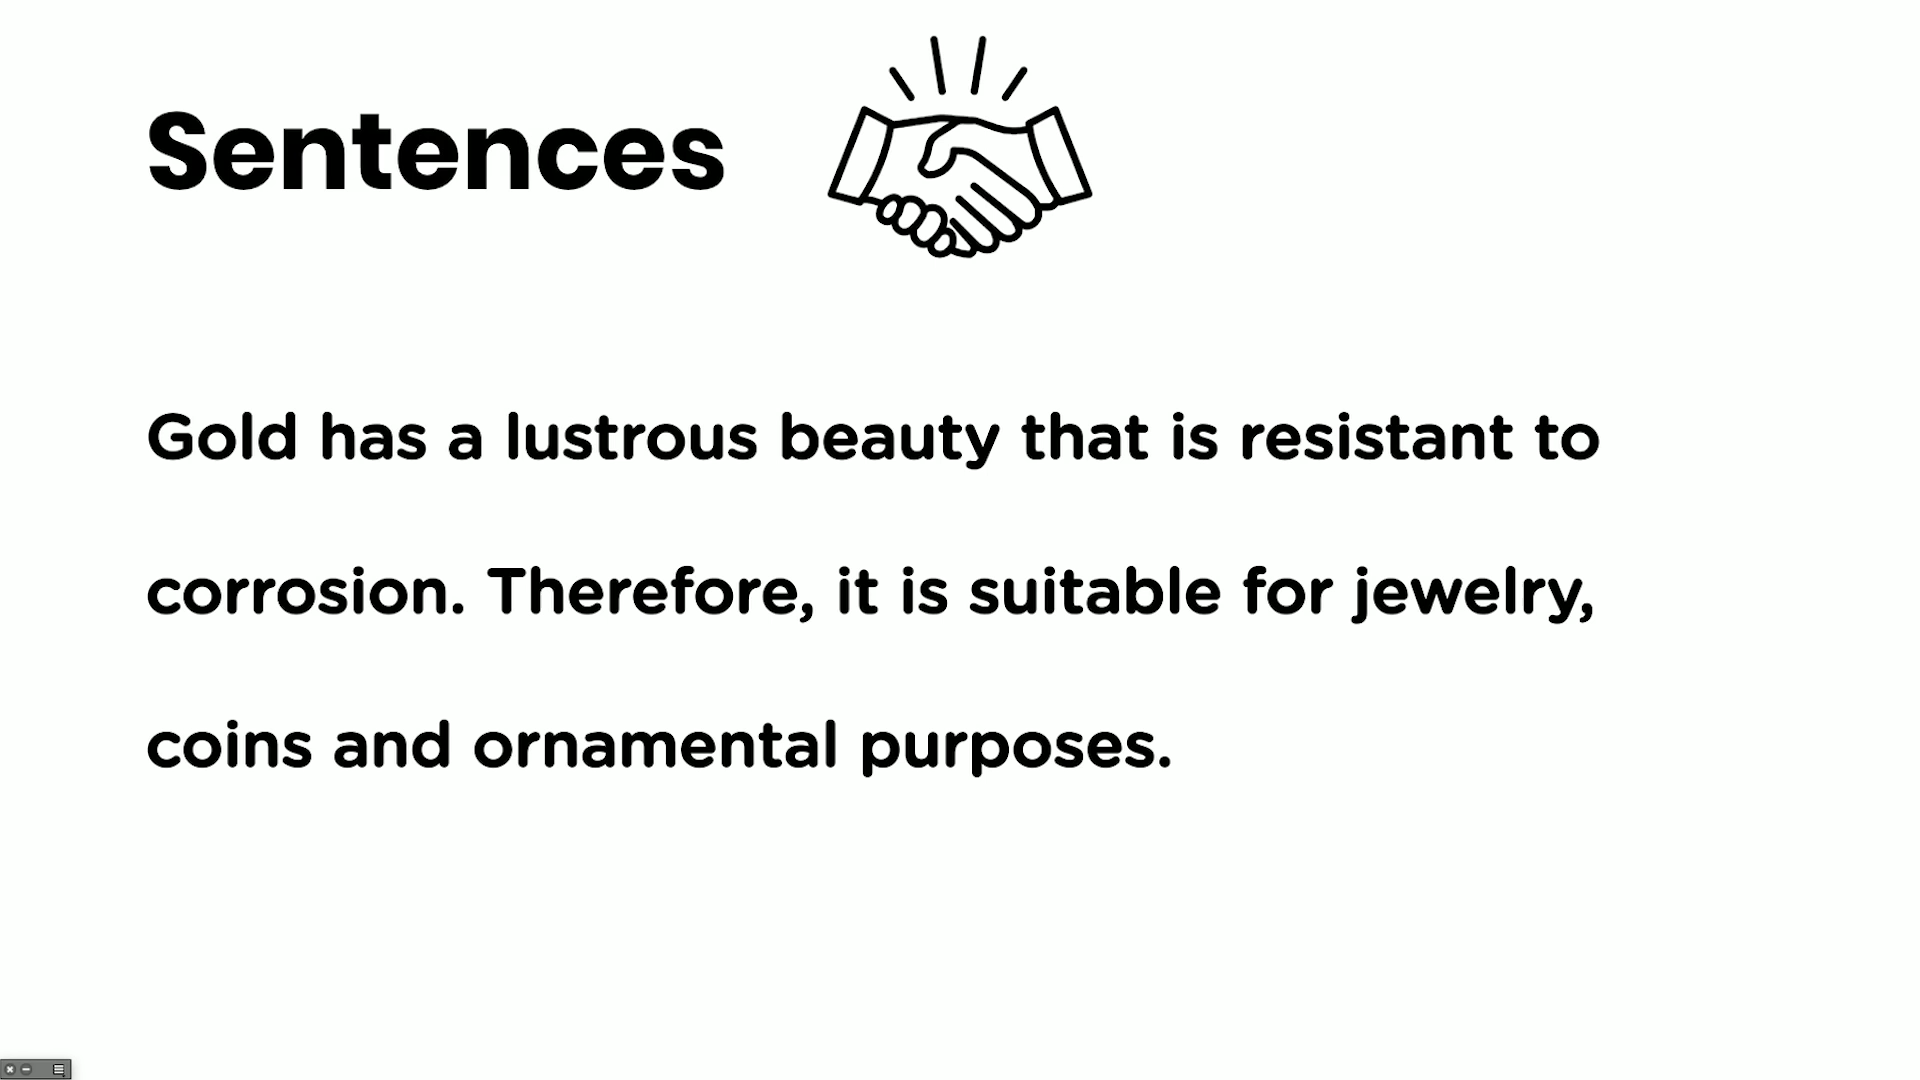 Sentences
Gold has a lustrous beauty that is resistant to
corrosion. Therefore, it is suitable for jewelry,
coins and ornamental purposes.